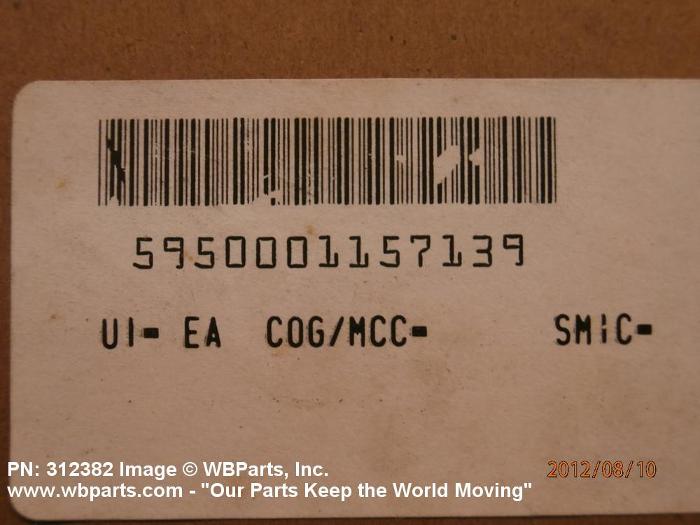 5950001157139
UI- EA COG/MCC- SMIC-
PN: 312382 Image © WBParts, Inc.
2012/08/10
www.wbparts.com - "Our Parts Keep the World Moving"